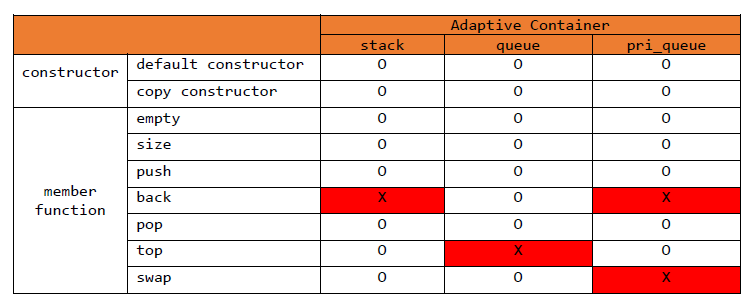 Adaptive Container
stack queue pri_queue
constructor default constructor O O O
copy constructor O O O
member function empty O O O
size O O O
push O O O
back X O X
pop O O O
top O X O
swap O O X